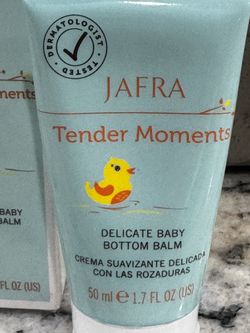 DERMATOLOGIST
• TESTED •
JAFRA
Tender Moments
DELICATE BABY
BOTTOM BALM
CREMA SUAVIZANTE DELICADA
CON LAS ROZADURAS
50 ml e 1.7 FL OZ (US)
BABY
BALM
FL OZ (US)